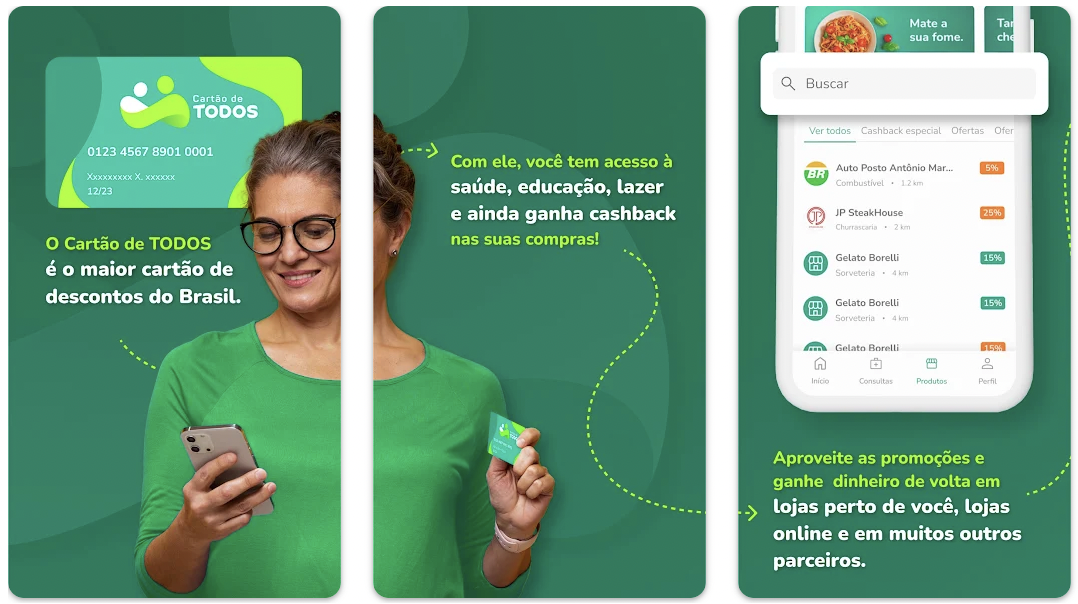 Cartão de
TODOS
0123 4567 8901 0001
Xxxxxxxxx X. xxxxxx
12/23
O Cartão de TODOS
é o maior cartão de
descontos do Brasil.
Com ele, você tem acesso à
saúde, educação, lazer
e ainda ganha cashback
nas suas compras!
TODOS
Mate a
sua fome.
Buscar
Ver todos Cashback especial Ofertas Ofer
BR
Auto Posto Antônio Mar... 5%
Combustível • 1.2 km
JP
JP SteakHouse 25%
Churrascaria • 2 km
Gelato Borelli 15%
Sorveteria • 4 km
Gelato Borelli 15%
Sorveteria • 4 km
Gelato Borelli 15%
Início Consultas Produtos Perfil
Aproveite as promoções e
ganhe dinheiro de volta em
lojas perto de você, lojas
online e em muitos outros
parceiros.